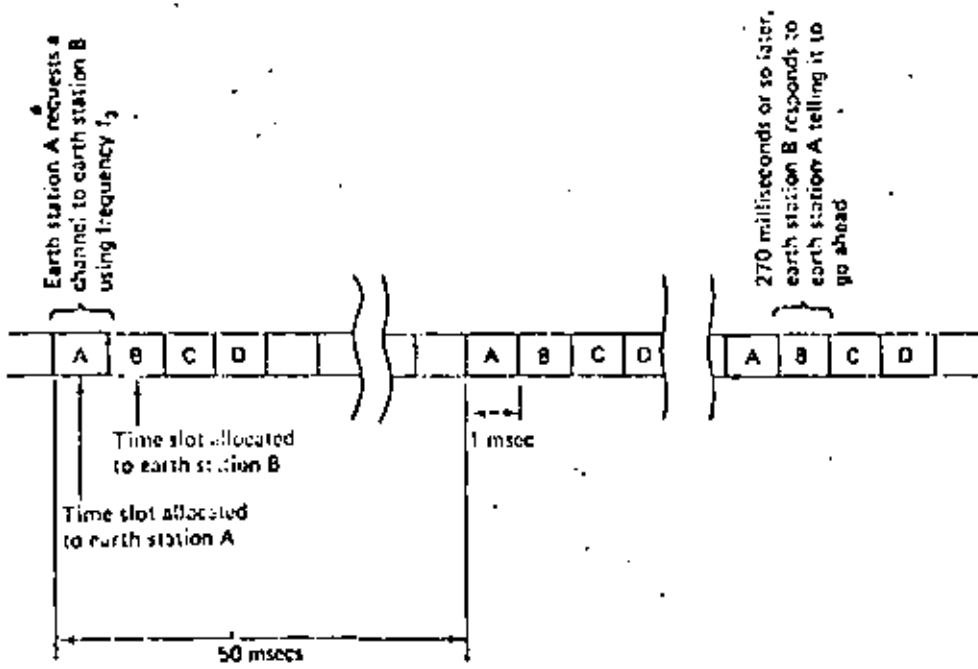 Earth station A requests a
channel to earth station B
using frequency f3
270 milliseconds or so later,
earth station B responds to
earth station A telling it to
go ahead
A B C D A B C D A B C D
1 msec
Time slot allocated
to earth station B
Time slot allocated
to earth station A
50 msecs